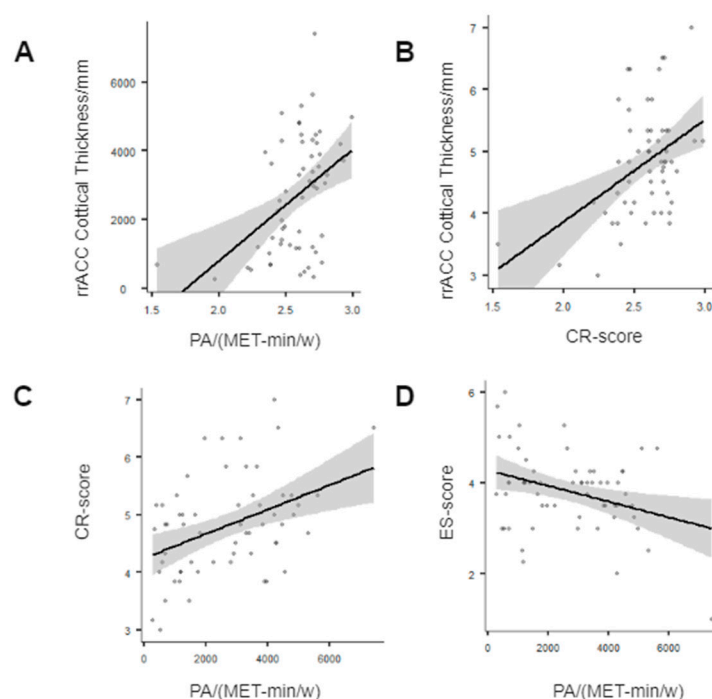 A
rrACC Cottical Thickness/mm
6000
4000
2000
0
1.5 2.0 2.5 3.0
PA/(MET-min/w)
B
rrACC Cottical Thickness/mm
7
6
5
4
3
1.5 2.0 2.5 3.0
CR-score
C
CR-score
7
6
5
4
3
0 2000 4000 6000
PA/(MET-min/w)
D
ES-score
6
4
2
0 2000 4000 6000
PA/(MET-min/w)